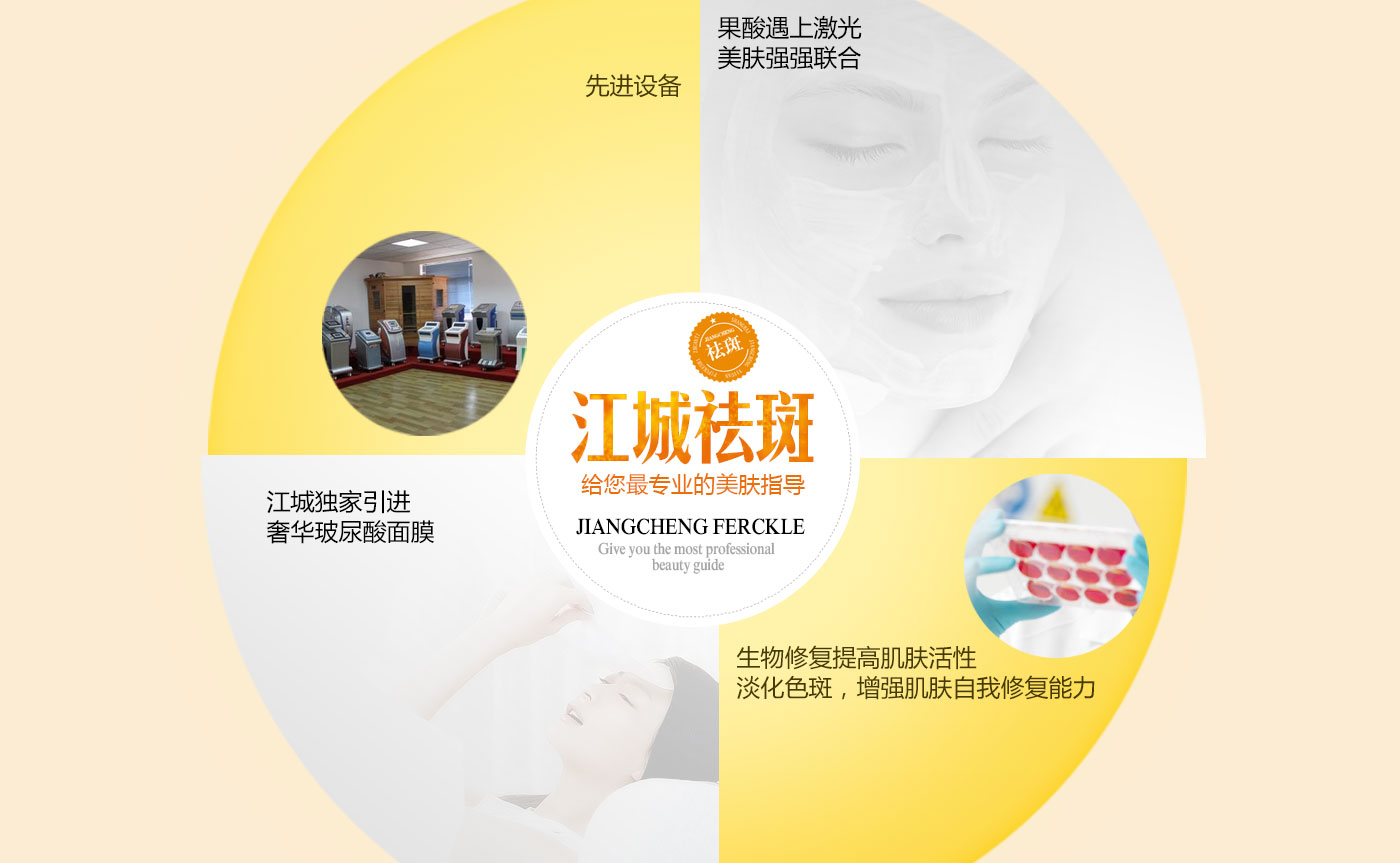 果酸遇上激光
美肤强强联合
先进设备
JIANGCHENG
祛斑
江城祛斑
给您最专业的美肤指导
JIANGCHENG FERCKLE
Give you the most professional
beauty guide
江城独家引进
奢华玻尿酸面膜
生物修复提高肌肤活性
淡化色斑，增强肌肤自我修复能力